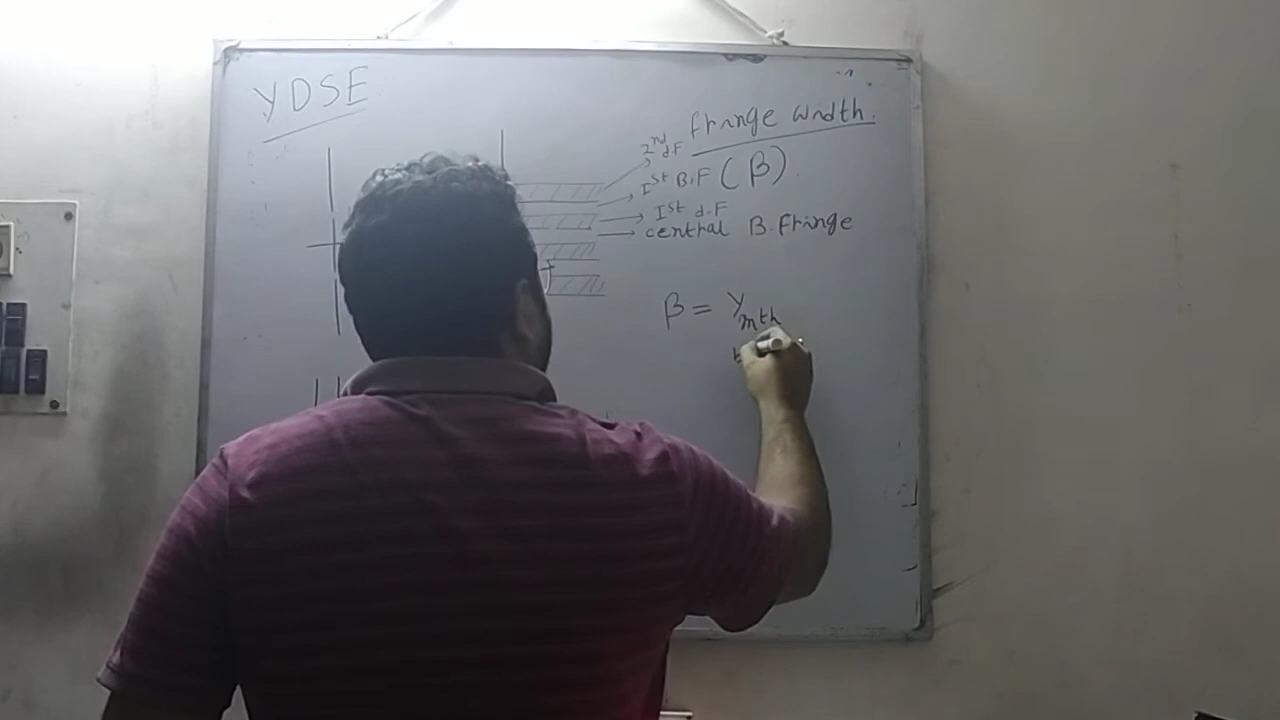 YDSE
fringe width.
(β)
2nd d.F
Ist B.F
Ist d.F
central B.fringe
β = Ymth